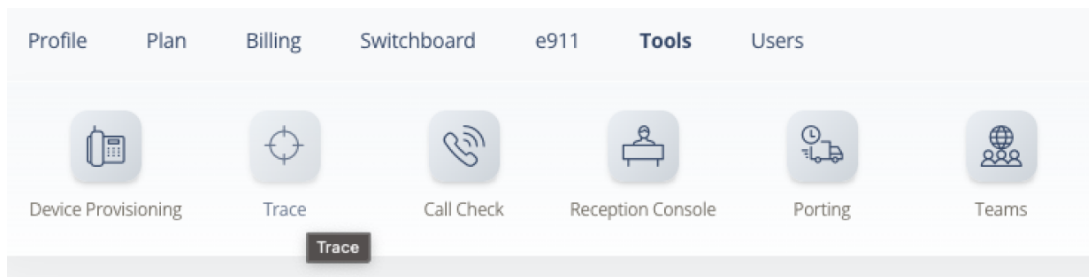 Profile Plan Billing Switchboard e911 Tools Users
Device Provisioning Trace Call Check Reception Console Porting Teams
Trace